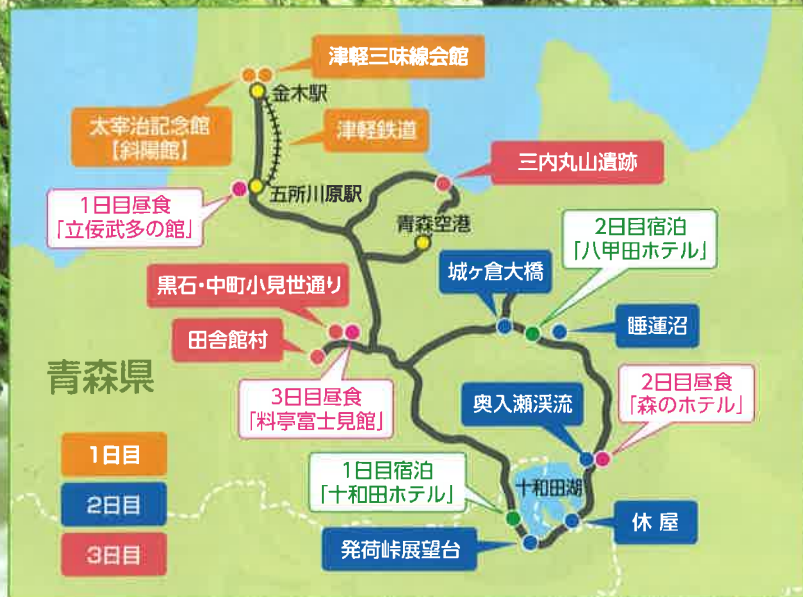 津軽三味線会館
金木駅
太宰治記念館
【斜陽館】
津軽鉄道
三内丸山遺跡
1日目昼食
「立佞武多の館」
五所川原駅
青森空港
2日目宿泊
「八甲田ホテル」
城ヶ倉大橋
黒石・中町小見世通り
睡蓮沼
田舎館村
青森県
3日目昼食
「料亭富士見館」
2日目昼食
「森のホテル」
奥入瀬渓流
1日目
1日目宿泊
「十和田ホテル」
十和田湖
2日目
休屋
発荷峠展望台
3日目